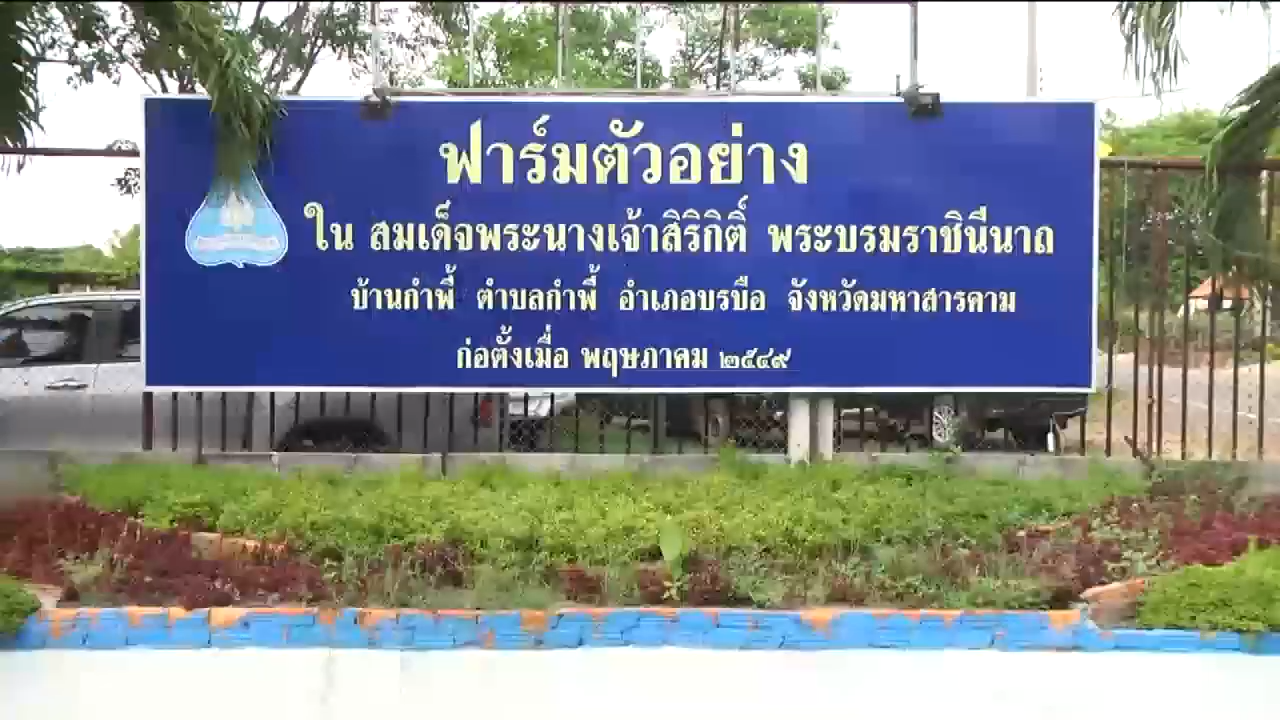 ฟาร์มตัวอย่าง
ใน สมเด็จพระนางเจ้าสิริกิติ์ พระบรมราชินีนาถ
บ้านกำพี้ ตำบลกำพี้ อำเภอบรบือ จังหวัดมหาสารคาม
ก่อตั้งเมื่อ พฤษภาคม ๒๕๔๙